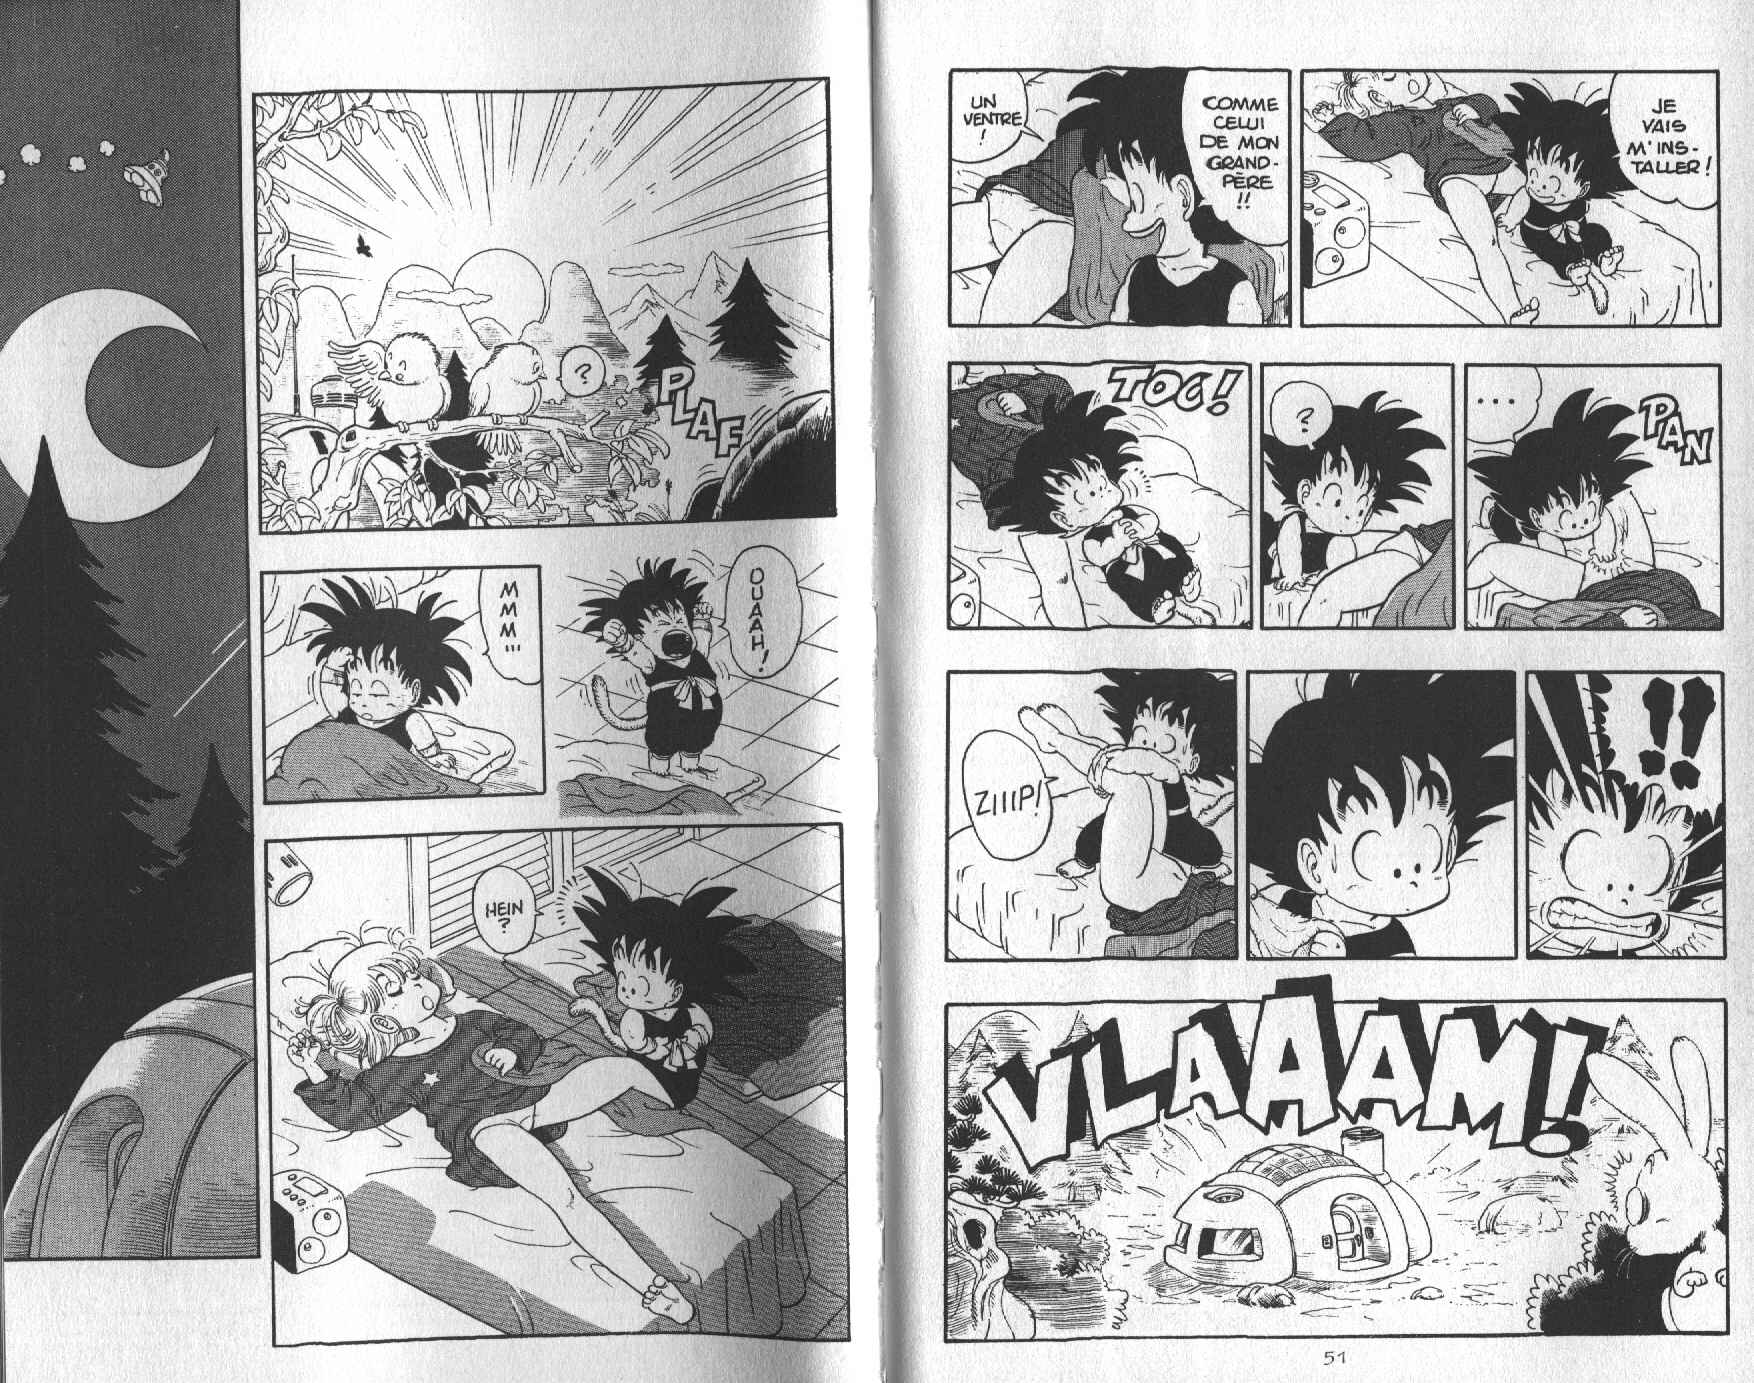 ?
PLAF
MMM...
OUAAH!
HEIN
?
UN
VENTRE
!
COMME
CELUI
DE MON
GRAND-
PÈRE
!!
JE
VAIS
M'INS-
TALLER!
TOC!
?
...
PAN
ZIIIP!
!!
VLAAAAM!
51